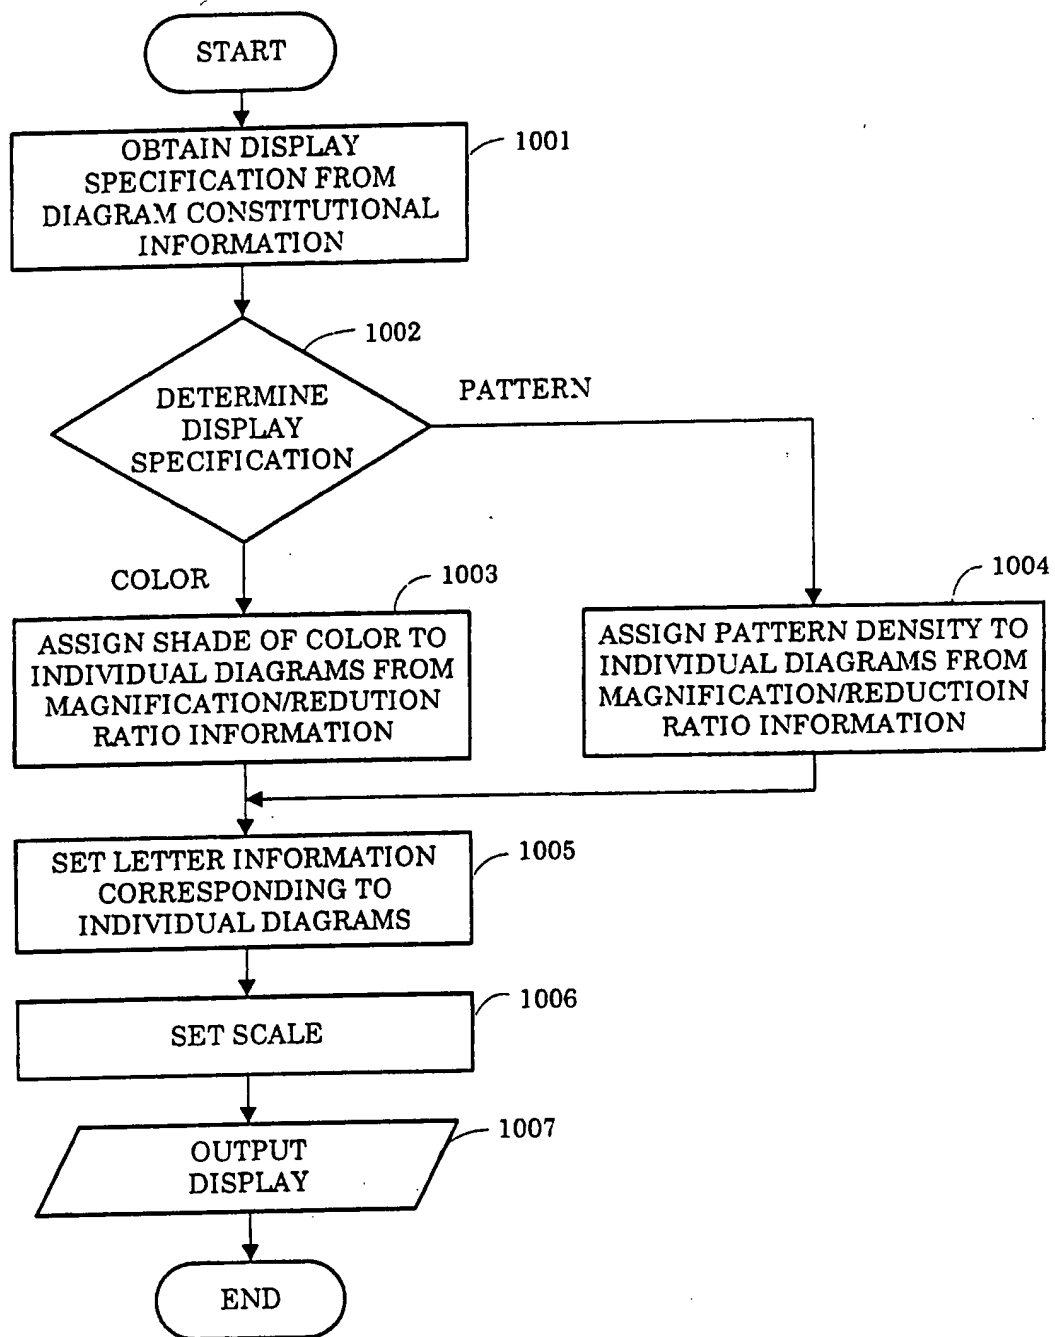 START
OBTAIN DISPLAY
SPECIFICATION FROM
DIAGRAM CONSTITUTIONAL
INFORMATION
1001
1002
DETERMINE
DISPLAY
SPECIFICATION
PATTERN
COLOR
1003
ASSIGN SHADE OF COLOR TO
INDIVIDUAL DIAGRAMS FROM
MAGNIFICATION/REDUTION
RATIO INFORMATION
1004
ASSIGN PATTERN DENSITY TO
INDIVIDUAL DIAGRAMS FROM
MAGNIFICATION/REDUCTIOIN
RATIO INFORMATION
SET LETTER INFORMATION
CORRESPONDING TO
INDIVIDUAL DIAGRAMS
1005
1006
SET SCALE
1007
OUTPUT
DISPLAY
END